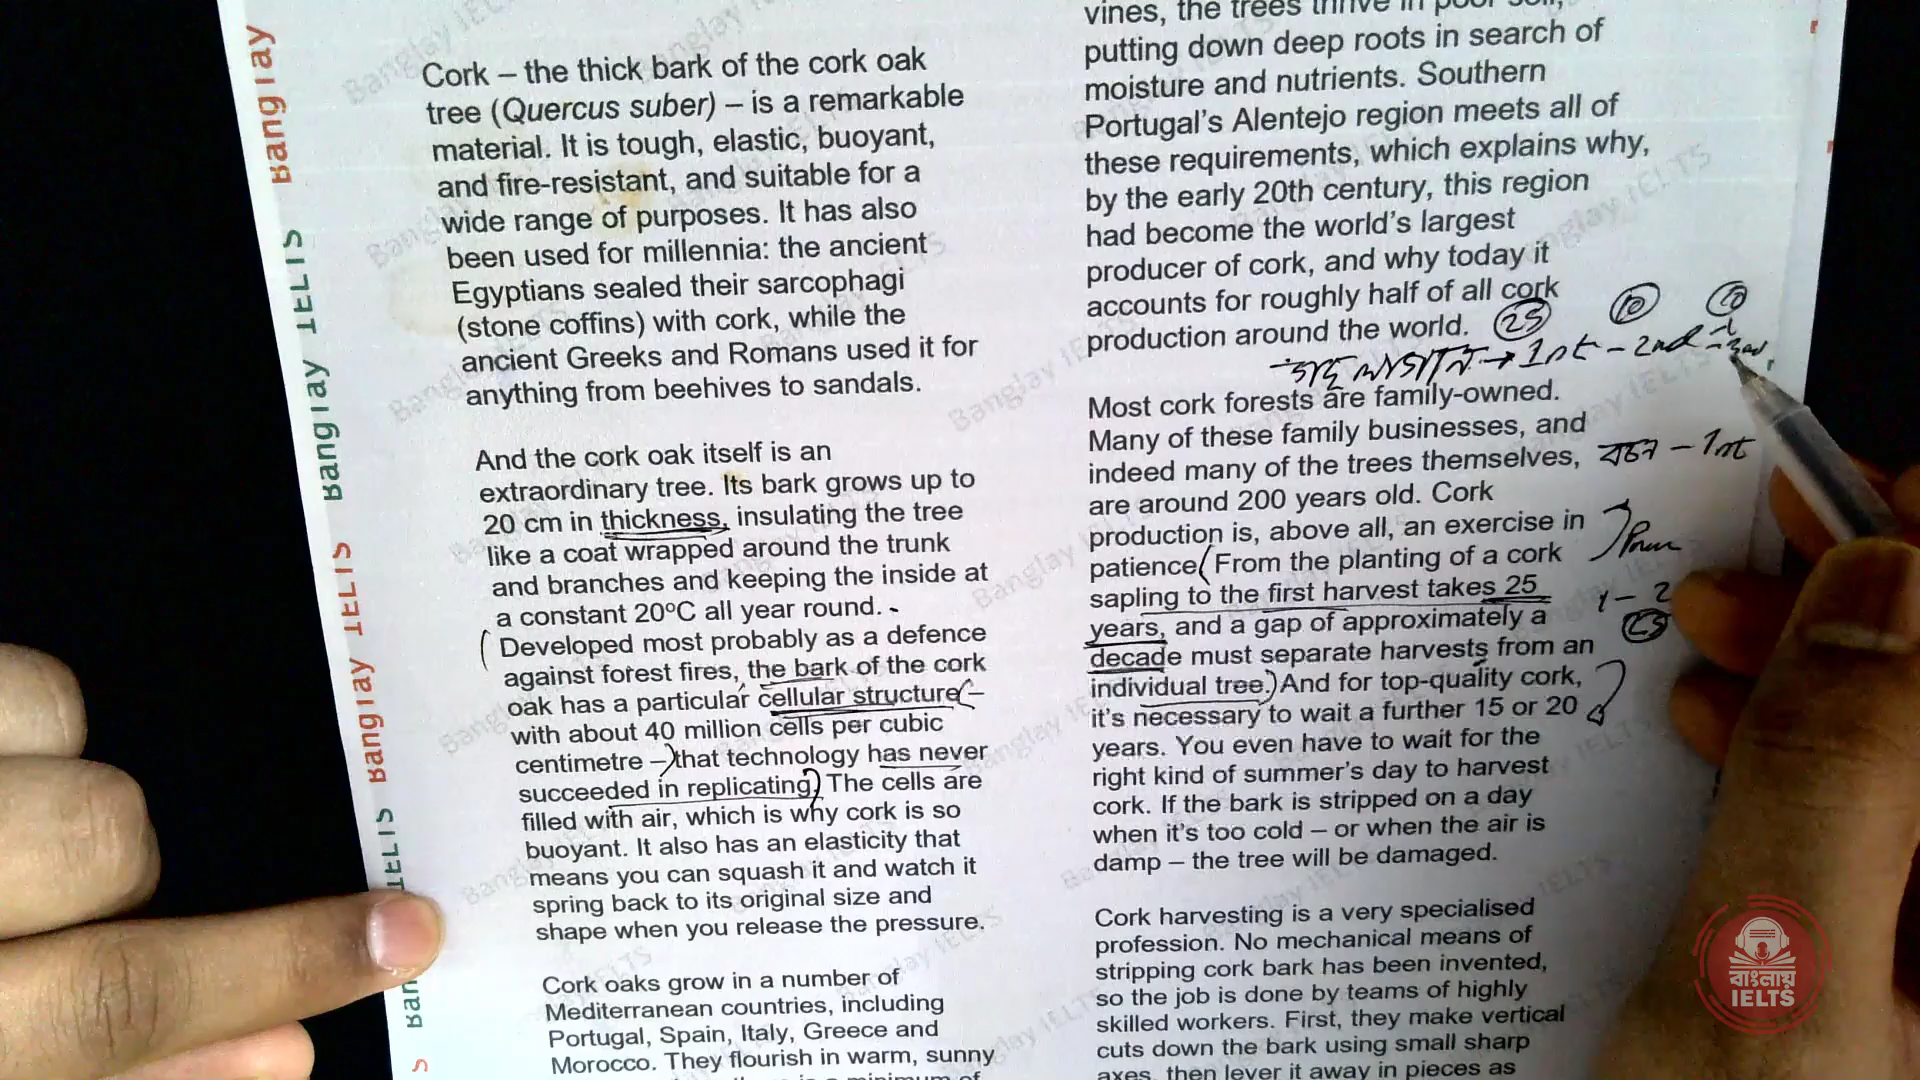 Cork – the thick bark of the cork oak
tree (Quercus suber) – is a remarkable
material. It is tough, elastic, buoyant,
and fire-resistant, and suitable for a
wide range of purposes. It has also
been used for millennia: the ancient
Egyptians sealed their sarcophagi
(stone coffins) with cork, while the
ancient Greeks and Romans used it for
anything from beehives to sandals.
And the cork oak itself is an
extraordinary tree. Its bark grows up to
20 cm in thickness, insulating the tree
like a coat wrapped around the trunk
and branches and keeping the inside at
a constant 20ºC all year round.
Developed most probably as a defence
against forest fires, the bark of the cork
oak has a particular cellular structure –
with about 40 million cells per cubic
centimetre – that technology has never
succeeded in replicating. The cells are
filled with air, which is why cork is so
buoyant. It also has an elasticity that
means you can squash it and watch it
spring back to its original size and
shape when you release the pressure.
Cork oaks grow in a number of
Mediterranean countries, including
Portugal, Spain, Italy, Greece and
Morocco. They flourish in warm, sunny
vines, the trees thrive in poor soil,
putting down deep roots in search of
moisture and nutrients. Southern
Portugal's Alentejo region meets all of
these requirements, which explains why,
by the early 20th century, this region
had become the world's largest
producer of cork, and why today it
accounts for roughly half of all cork
production around the world.
25 10 10
→ 1st – 2nd –
Most cork forests are family-owned.
Many of these family businesses, and
indeed many of the trees themselves,
are around 200 years old. Cork
production is, above all, an exercise in
patience. From the planting of a cork
sapling to the first harvest takes 25
years, and a gap of approximately a
decade must separate harvests from an
individual tree. And for top-quality cork,
it's necessary to wait a further 15 or 20
years. You even have to wait for the
right kind of summer's day to harvest
cork. If the bark is stripped on a day
when it's too cold – or when the air is
damp – the tree will be damaged.
– 1st
1 – 2
25
Cork harvesting is a very specialised
profession. No mechanical means of
stripping cork bark has been invented,
so the job is done by teams of highly
skilled workers. First, they make vertical
cuts down the bark using small sharp
axes, then lever it away in pieces as
Banglay IELTS Banglay IELTS Banglay IELTS
বাংলায়
IELTS